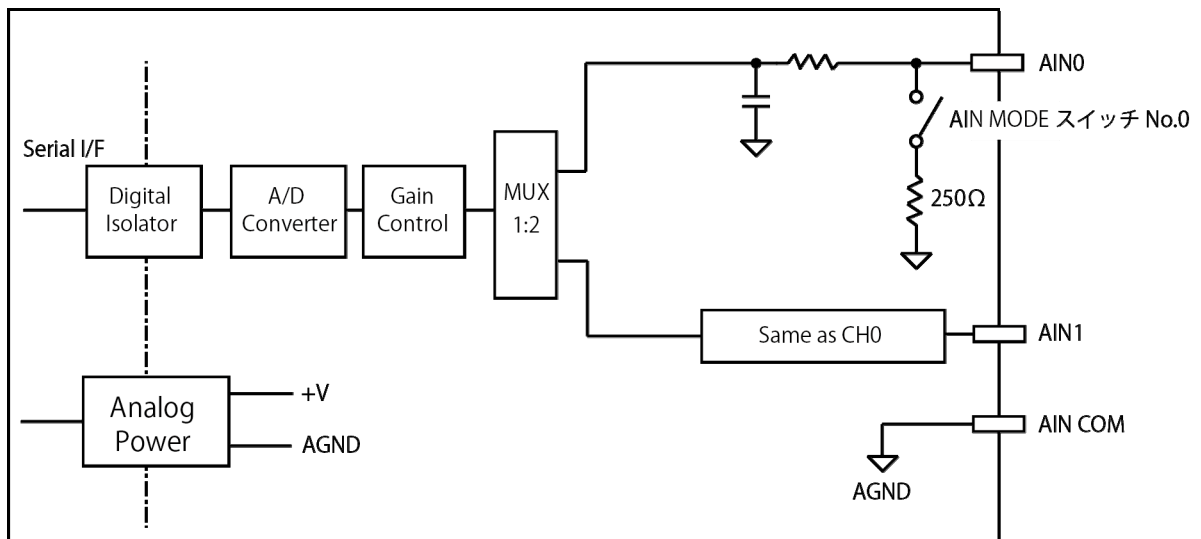 AIN0
AIN MODE スイッチ No.0
Serial I/F
Digital
Isolator
A/D
Converter
Gain
Control
MUX
1:2
250Ω
Same as CH0
AIN1
Analog
Power
+V
AGND
AIN COM
AGND